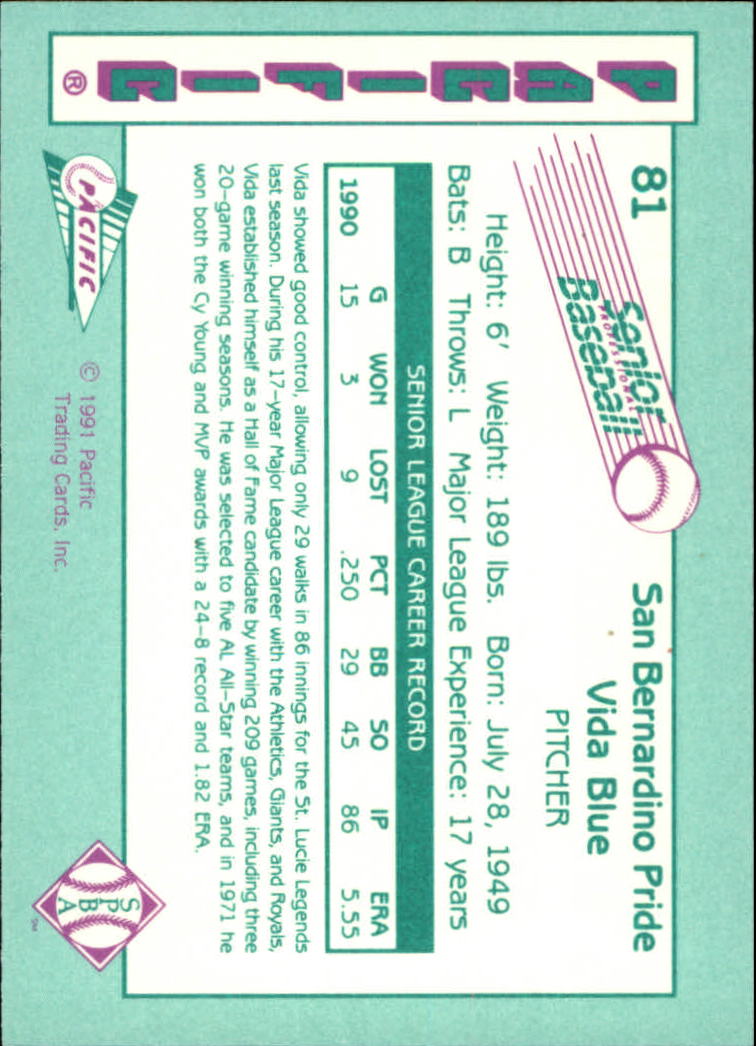 PACIFIC®
81
Senior
PROFESSIONAL
Baseball
San Bernardino Pride
Vida Blue
PITCHER
Height: 6' Weight: 189 lbs. Born: July 28, 1949
Bats: B Throws: L Major League Experience: 17 years
SENIOR LEAGUE CAREER RECORD
G WON LOST PCT BB SO IP ERA
1990 15 3 9 .250 29 45 86 5.55
Vida showed good control, allowing only 29 walks in 86 innings for the St. Lucie Legends
last season. During his 17-year Major League career with the Athletics, Giants, and Royals,
Vida established himself as a Hall of Fame candidate by winning 209 games, including three
20-game winning seasons. He was selected to five AL All-Star teams, and in 1971 he
won both the Cy Young and MVP awards with a 24-8 record and 1.82 ERA.
PACIFIC
© 1991 Pacific
Trading Cards, Inc.
S
P
B
A
SM